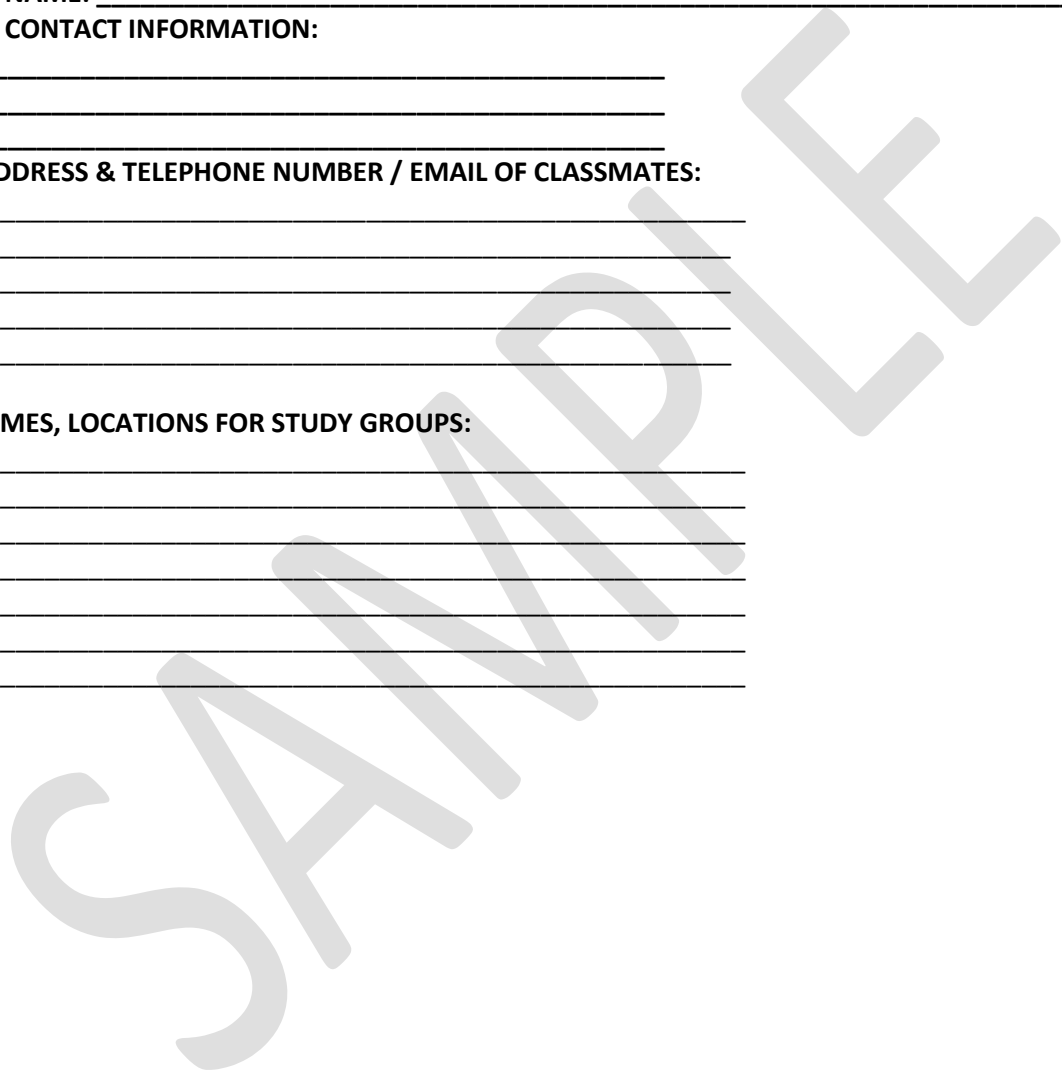 NAME:
CONTACT INFORMATION:
DDRESS & TELEPHONE NUMBER / EMAIL OF CLASSMATES:
MES, LOCATIONS FOR STUDY GROUPS:
SAMPLE